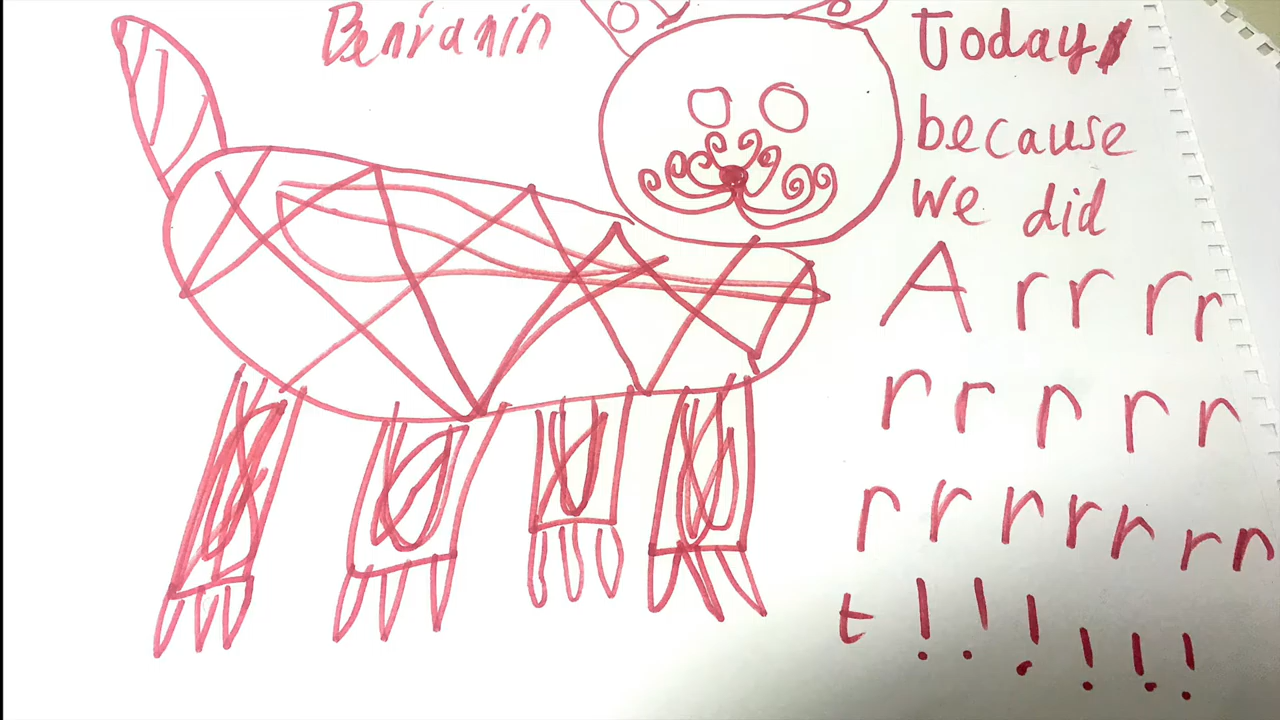 Benjamin
Today
because
we did
A r r r r
r r r r r
r r r r r r r
t ! ! ! ! ! !